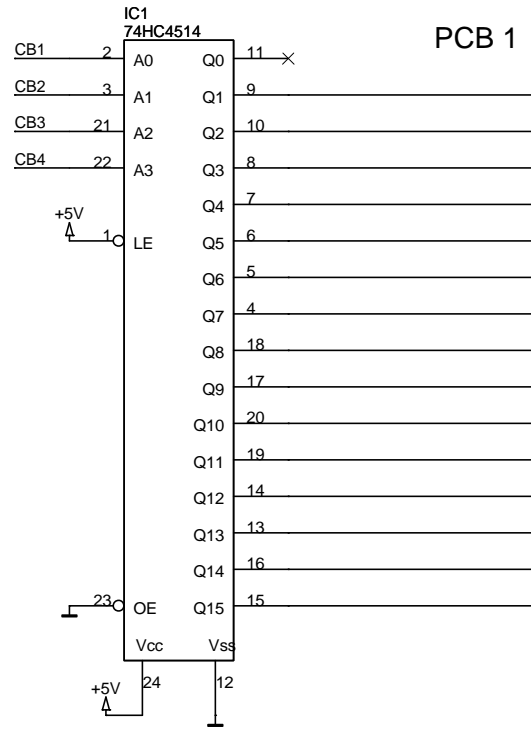 IC1
74HC4514
PCB 1
CB1 2 A0 Q0 11
CB2 3 A1 Q1 9
CB3 21 A2 Q2 10
CB4 22 A3 Q3 8
Q4 7
+5V
1 LE Q5 6
Q6 5
Q7 4
Q8 18
Q9 17
Q10 20
Q11 19
Q12 14
Q13 13
Q14 16
23 OE Q15 15
Vcc Vss
+5V 24 12